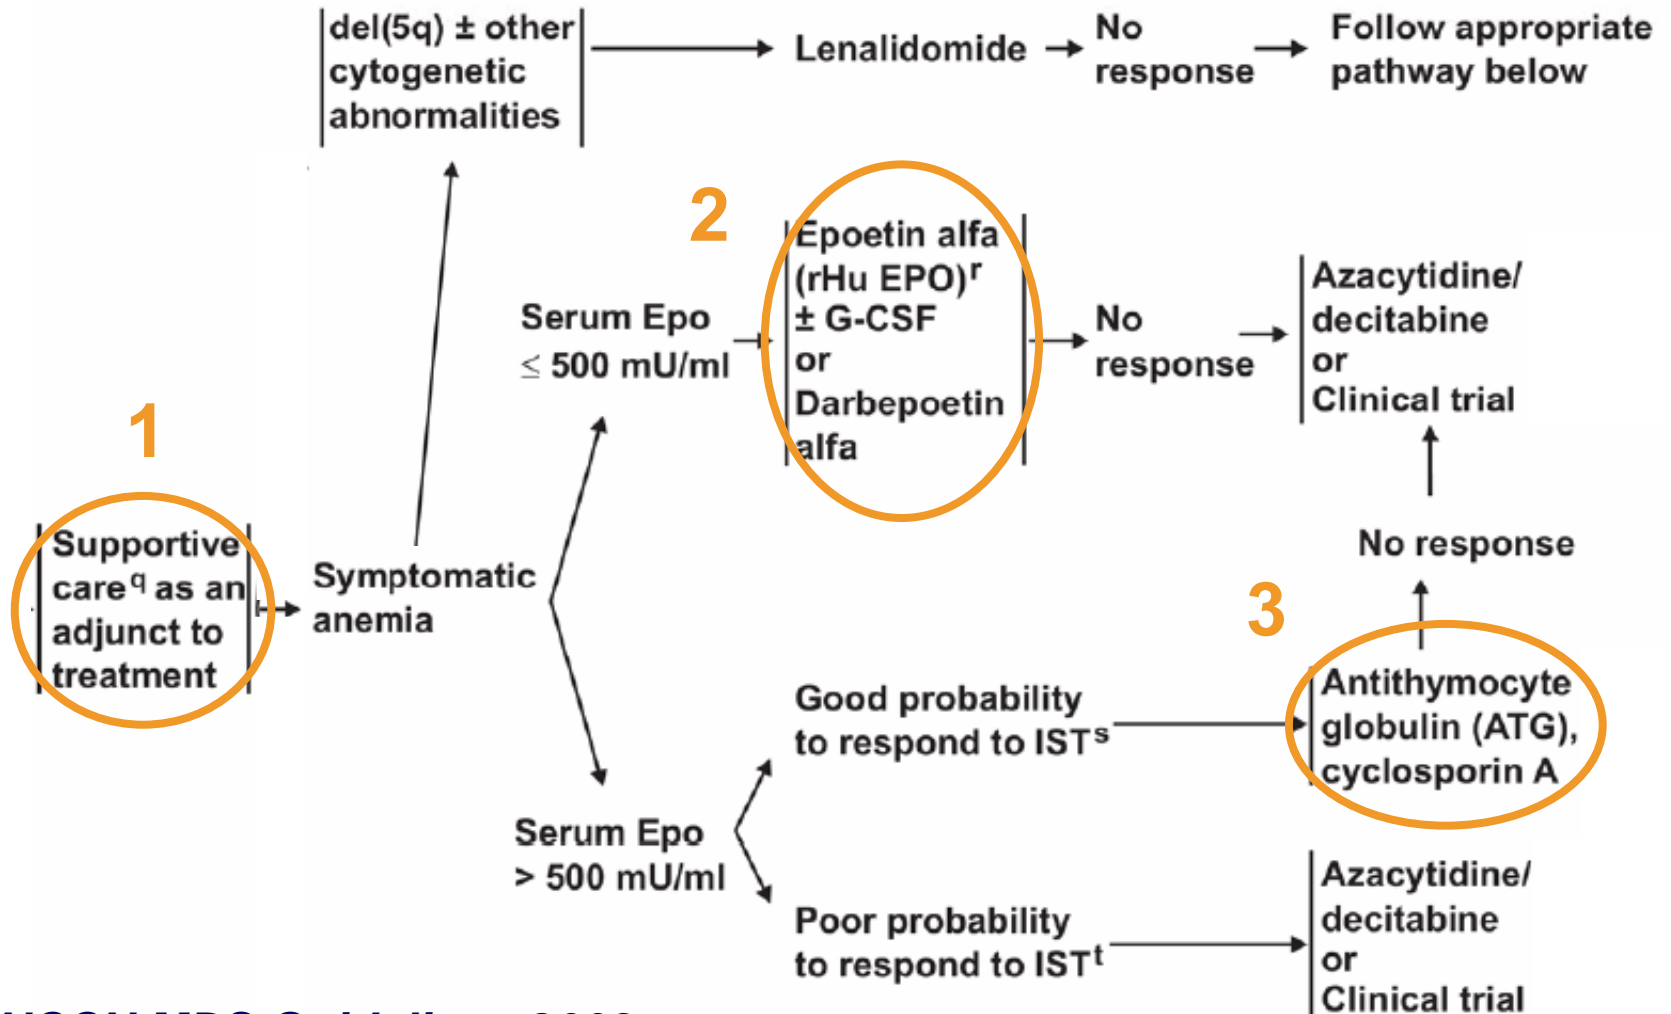 del(5q) ± other
cytogenetic
abnormalities
Lenalidomide
No
response
Follow appropriate
pathway below
2
Epoetin alfa
(rHu EPO)r
± G-CSF
or
Darbepoetin
alfa
Serum Epo
≤ 500 mU/ml
No
response
Azacytidine/
decitabine
or
Clinical trial
1
Supportive
careq as an
adjunct to
treatment
Symptomatic
anemia
No response
3
Good probability
to respond to ISTs
Antithymocyte
globulin (ATG),
cyclosporin A
Serum Epo
> 500 mU/ml
Poor probability
to respond to ISTt
Azacytidine/
decitabine
or
Clinical trial